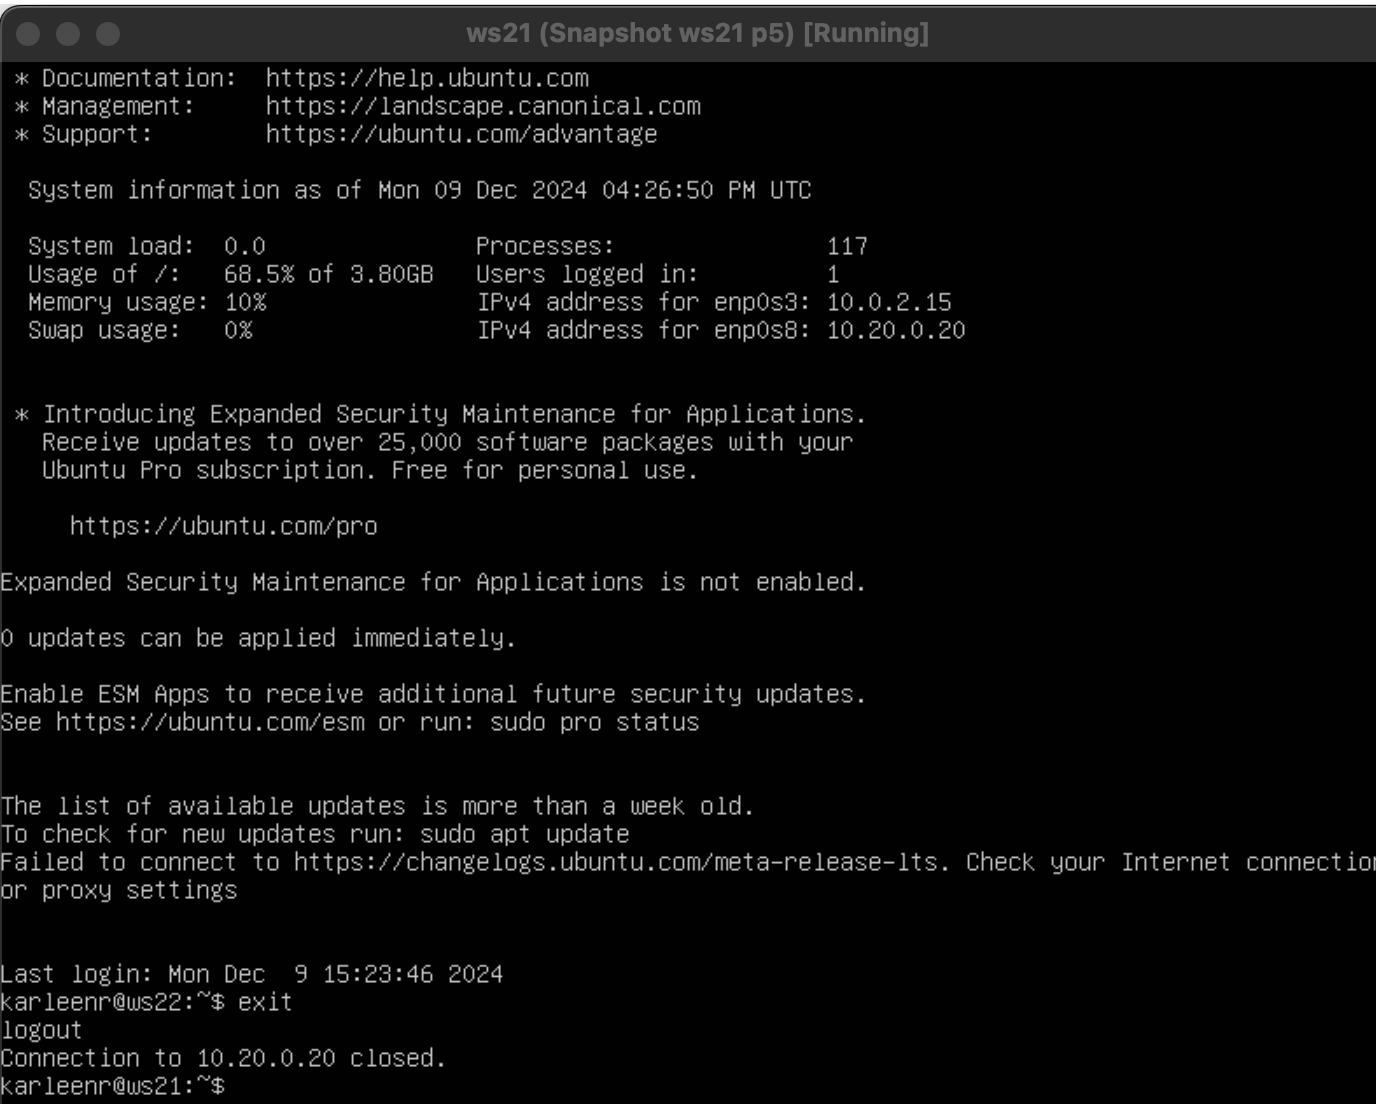 ws21 (Snapshot ws21 p5) [Running]
* Documentation:  https://help.ubuntu.com
* Management:     https://landscape.canonical.com
* Support:        https://ubuntu.com/advantage
System information as of Mon 09 Dec 2024 04:26:50 PM UTC
System load:  0.0               Processes:               117
Usage of /:   68.5% of 3.80GB   Users logged in:         1
Memory usage: 10%               IPv4 address for enp0s3: 10.0.2.15
Swap usage:   0%                IPv4 address for enp0s8: 10.20.0.20
* Introducing Expanded Security Maintenance for Applications.
Receive updates to over 25,000 software packages with your
Ubuntu Pro subscription. Free for personal use.
https://ubuntu.com/pro
Expanded Security Maintenance for Applications is not enabled.
0 updates can be applied immediately.
Enable ESM Apps to receive additional future security updates.
See https://ubuntu.com/esm or run: sudo pro status
The list of available updates is more than a week old.
To check for new updates run: sudo apt update
Failed to connect to https://changelogs.ubuntu.com/meta-release-lts. Check your Internet connection
or proxy settings
Last login: Mon Dec  9 15:23:46 2024
karleenr@ws22:~$ exit
logout
Connection to 10.20.0.20 closed.
karleenr@ws21:~$